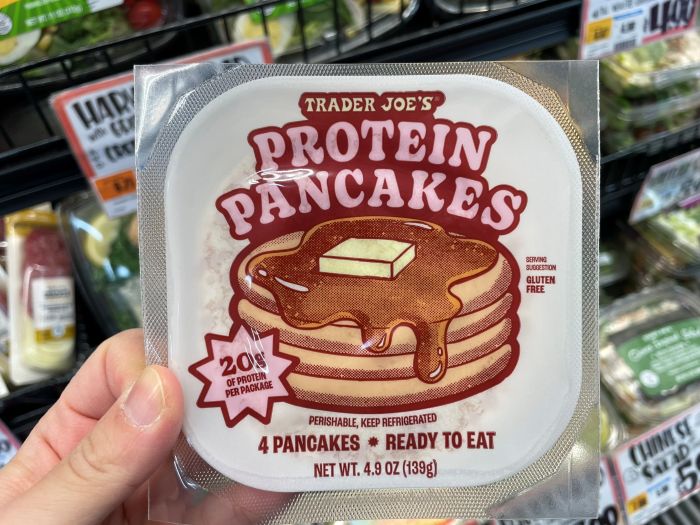 TRADER JOE'S
PROTEIN
PANCAKES
SERVING
SUGGESTION
GLUTEN
FREE
20g
OF PROTEIN
PER PACKAGE
PERISHABLE, KEEP REFRIGERATED
4 PANCAKES * READY TO EAT
NET WT. 4.9 OZ (139g)
CHINESE
SALAD